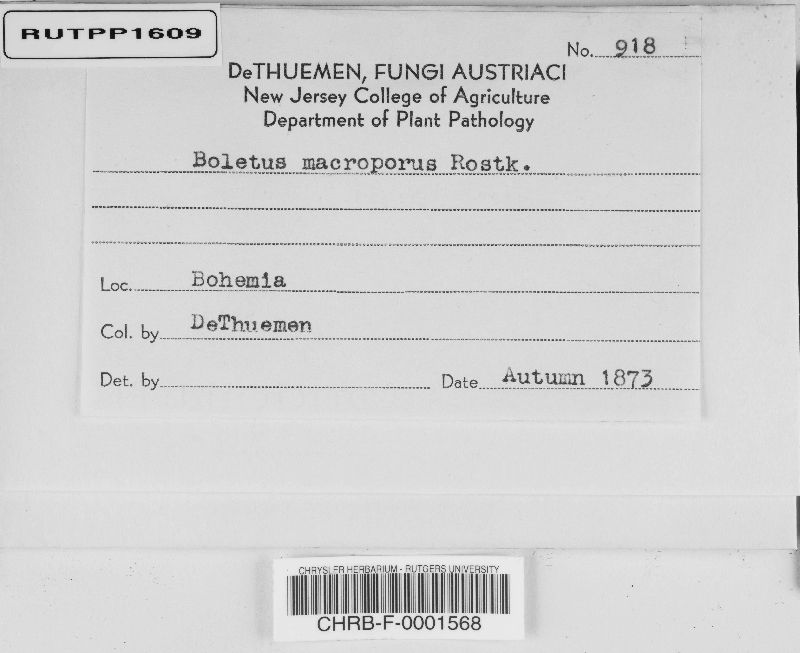 RUTPP1609
No. 918
DeTHUEMEN, FUNGI AUSTRIACI
New Jersey College of Agriculture
Department of Plant Pathology
Boletus macroporus Rostk.
Loc. Bohemia
Col. by DeThuemen
Det. by Date Autumn 1873
CHRYSLER HERBARIUM - RUTGERS UNIVERSITY
CHRB-F-0001568